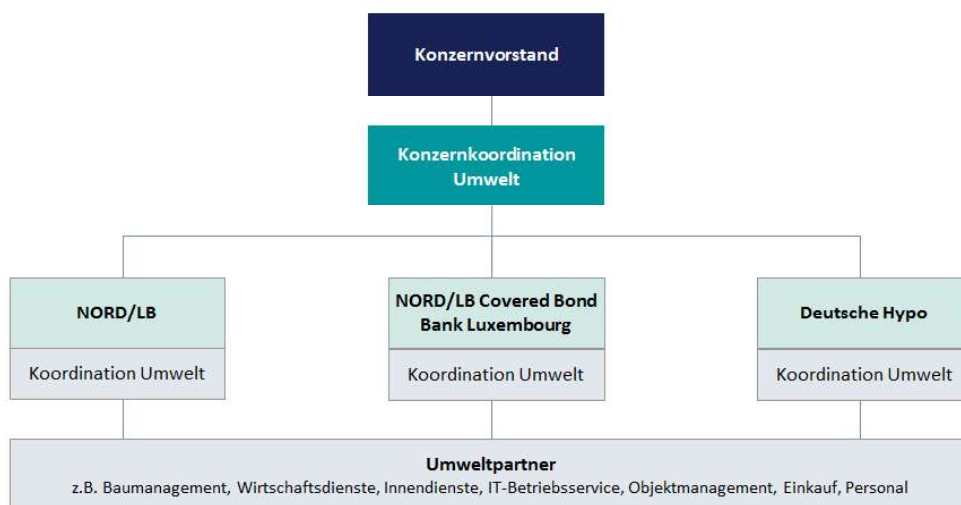 Konzernvorstand
Konzernkoordination
Umwelt
NORD/LB
Koordination Umwelt
NORD/LB Covered Bond
Bank Luxembourg
Koordination Umwelt
Deutsche Hypo
Koordination Umwelt
Umweltpartner
z.B. Baumanagement, Wirtschaftsdienste, Innendienste, IT-Betriebsservice, Objektmanagement, Einkauf, Personal